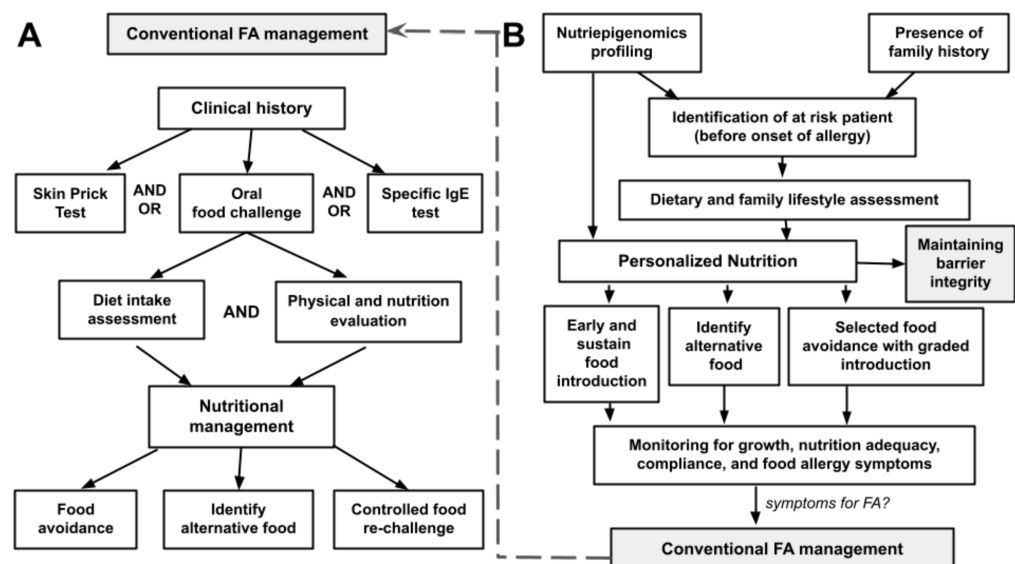 A
Conventional FA management
Clinical history
Skin Prick
Test
AND
OR
Oral
food challenge
AND
OR
Specific IgE
test
Diet intake
assessment
AND
Physical and nutrition
evaluation
Nutritional
management
Food
avoidance
Identify
alternative food
Controlled food
re-challenge
B
Nutriepigenomics
profiling
Presence of
family history
Identification of at risk patient
(before onset of allergy)
Dietary and family lifestyle assessment
Personalized Nutrition
Maintaining
barrier
integrity
Early and
sustain
food
introduction
Identify
alternative
food
Selected food
avoidance with graded
introduction
Monitoring for growth, nutrition adequacy,
compliance, and food allergy symptoms
symptoms for FA?
Conventional FA management